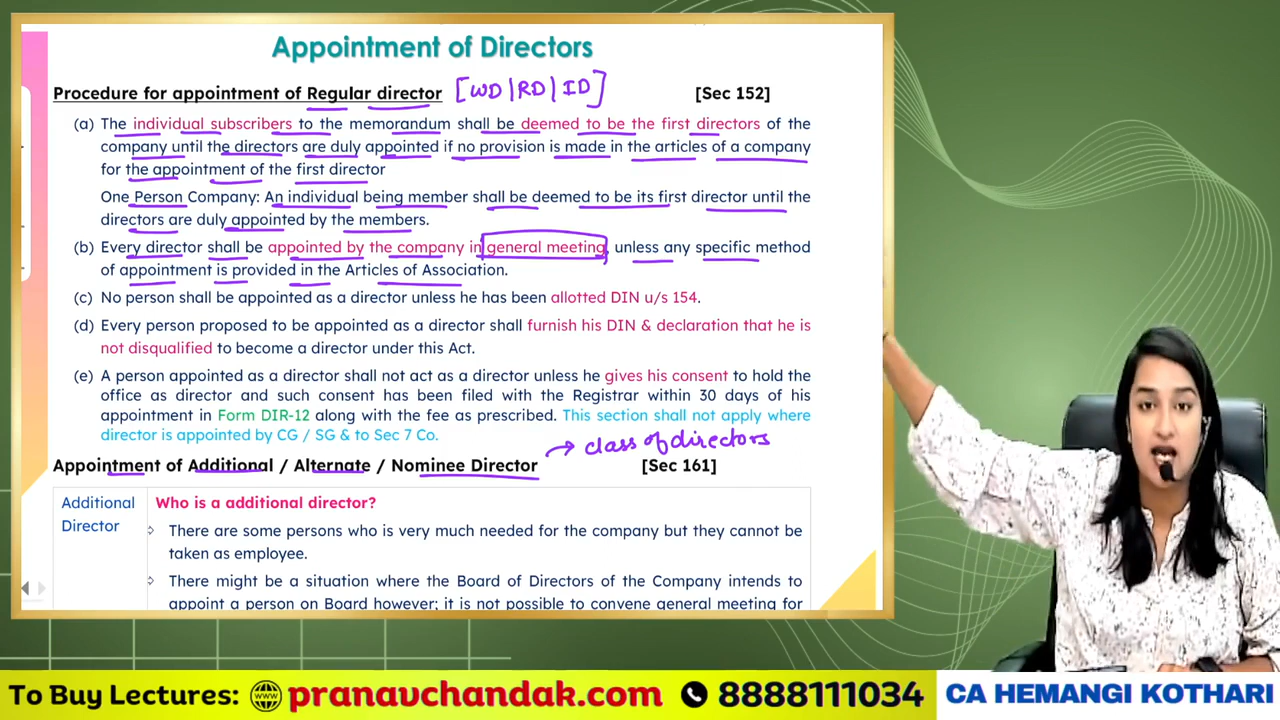 Appointment of Directors
Procedure for appointment of Regular director [WD|RD|ID] [Sec 152]
(a) The individual subscribers to the memorandum shall be deemed to be the first directors of the
company until the directors are duly appointed if no provision is made in the articles of a company
for the appointment of the first director
One Person Company: An individual being member shall be deemed to be its first director until the
directors are duly appointed by the members.
(b) Every director shall be appointed by the company in general meeting, unless any specific method
of appointment is provided in the Articles of Association.
(c) No person shall be appointed as a director unless he has been allotted DIN u/s 154.
(d) Every person proposed to be appointed as a director shall furnish his DIN & declaration that he is
not disqualified to become a director under this Act.
(e) A person appointed as a director shall not act as a director unless he gives his consent to hold the
office as director and such consent has been filed with the Registrar within 30 days of his
appointment in Form DIR-12 along with the fee as prescribed. This section shall not apply where
director is appointed by CG / SG & to Sec 7 Co.
→ class of directors
Appointment of Additional / Alternate / Nominee Director [Sec 161]
Additional
Director
Who is a additional director?
There are some persons who is very much needed for the company but they cannot be
taken as employee.
There might be a situation where the Board of Directors of the Company intends to
appoint a person on Board however; it is not possible to convene general meeting for
To Buy Lectures: pranavchandak.com 8888111034 CA HEMANGI KOTHARI